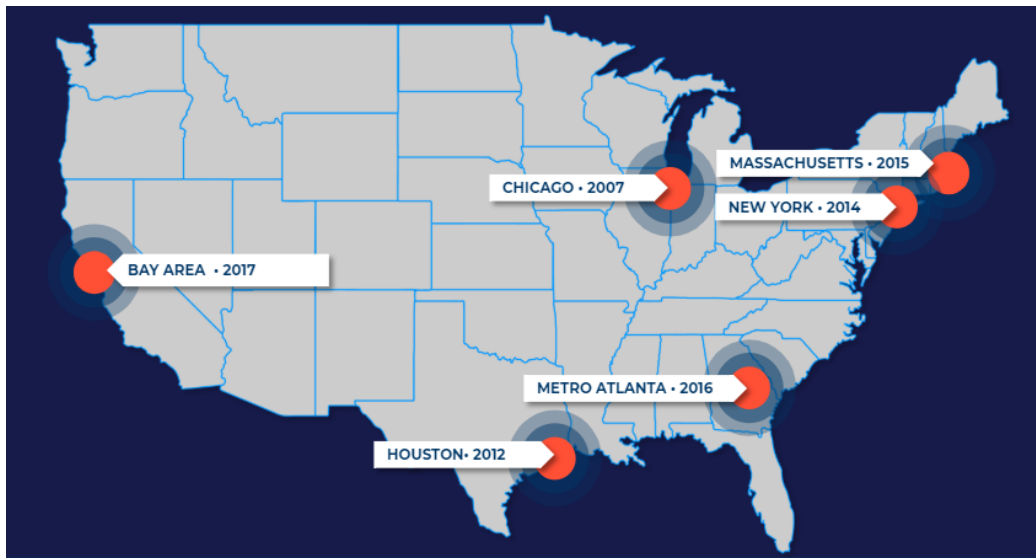 MASSACHUSETTS • 2015
CHICAGO • 2007
NEW YORK • 2014
BAY AREA • 2017
METRO ATLANTA • 2016
HOUSTON• 2012